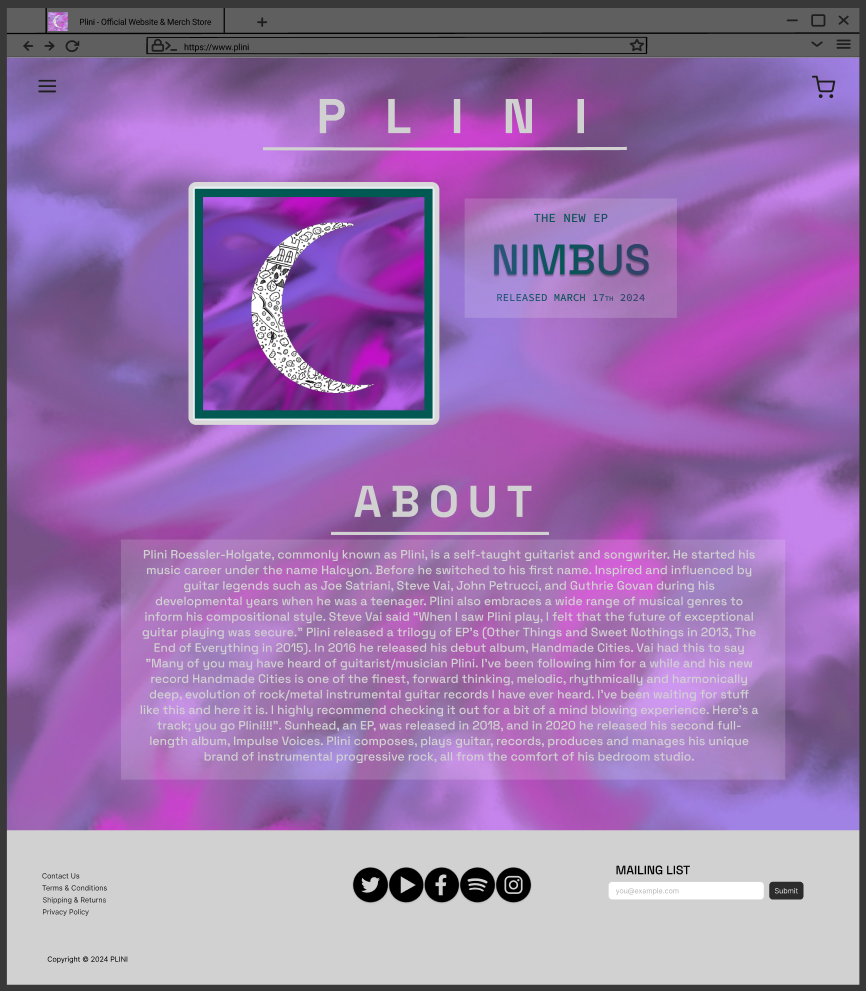 Plini - Official Website & Merch Store
https://www.plini
PLINI
THE NEW EP
NIMBUS
RELEASED MARCH 17TH 2024
ABOUT
Plini Roessler-Holgate, commonly known as Plini, is a self-taught guitarist and songwriter. He started his
music career under the name Halcyon. Before he switched to his first name. Inspired and influenced by
guitar legends such as Joe Satriani, Steve Vai, John Petrucci, and Guthrie Govan during his
developmental years when he was a teenager. Plini also embraces a wide range of musical genres to
inform his compositional style. Steve Vai said “When I saw Plini play, I felt that the future of exceptional
guitar playing was secure.” Plini released a trilogy of EP's (Other Things and Sweet Nothings in 2013, The
End of Everything in 2015). In 2016 he released his debut album, Handmade Cities. Vai had this to say
"Many of you may have heard of guitarist/musician Plini. I've been following him for a while and his new
record Handmade Cities is one of the finest, forward thinking, melodic, rhythmically and harmonically
deep, evolution of rock/metal instrumental guitar records I have ever heard. I've been waiting for stuff
like this and here it is. I highly recommend checking it out for a bit of a mind blowing experience. Here's a
track; you go Plini!!!". Sunhead, an EP, was released in 2018, and in 2020 he released his second full-
length album, Impulse Voices. Plini composes, plays guitar, records, produces and manages his unique
brand of instrumental progressive rock, all from the comfort of his bedroom studio.
Contact Us
Terms & Conditions
Shipping & Returns
Privacy Policy
Copyright © 2024 PLINI
MAILING LIST
you@example.com
Submit